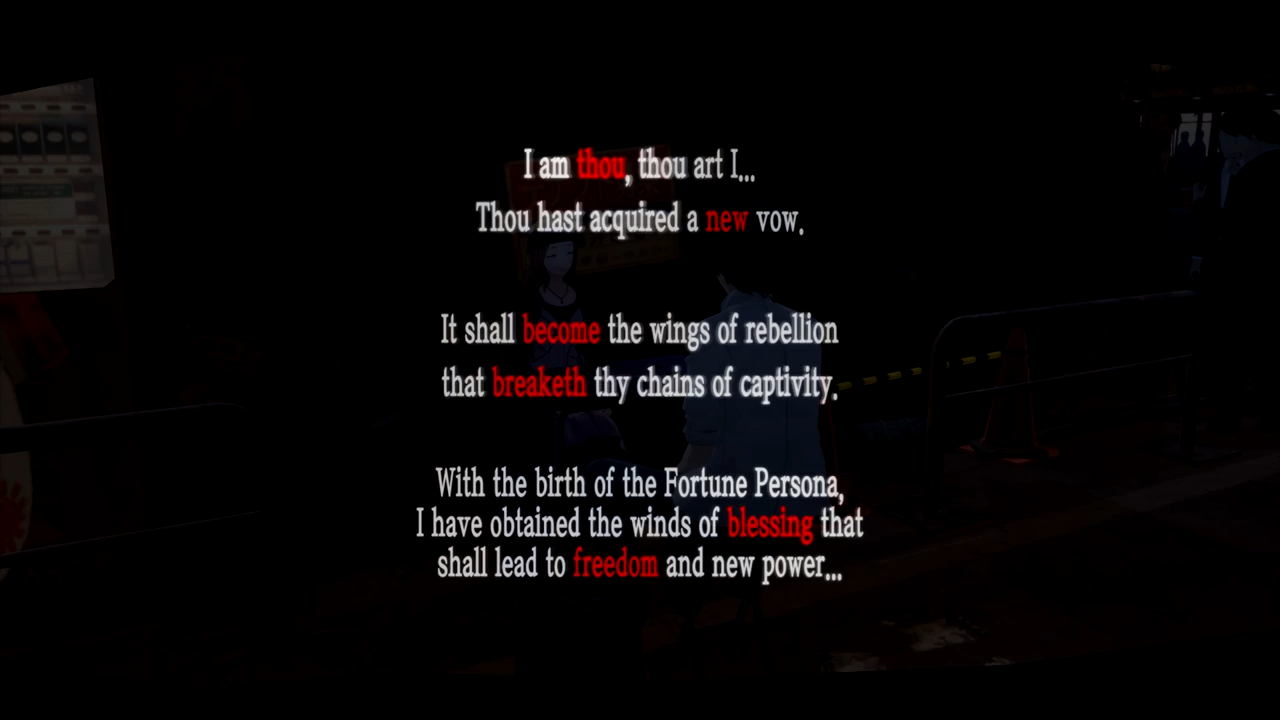 I am thou, thou art I...
Thou hast acquired a new vow.
It shall become the wings of rebellion
that breaketh thy chains of captivity.
With the birth of the Fortune Persona,
I have obtained the winds of blessing that
shall lead to freedom and new power...